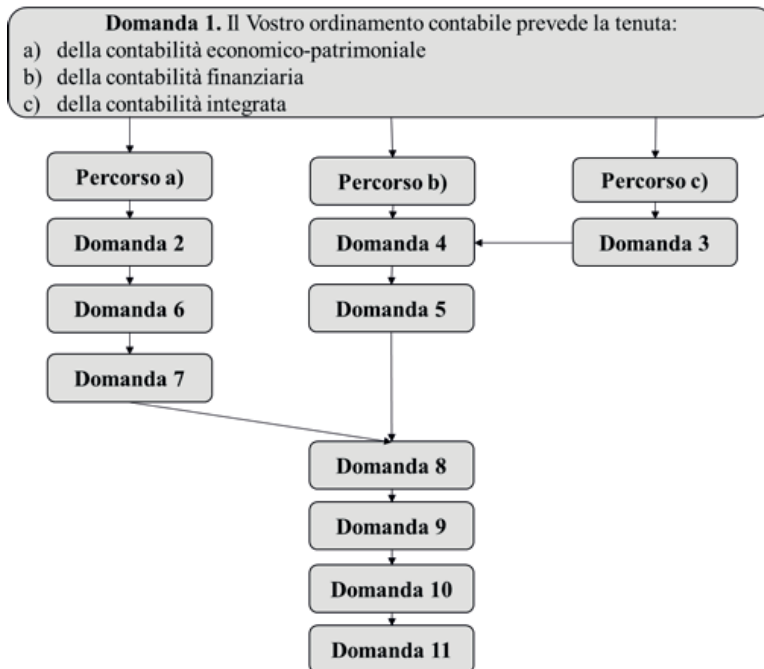 Domanda 1. Il Vostro ordinamento contabile prevede la tenuta:
a) della contabilità economico-patrimoniale
b) della contabilità finanziaria
c) della contabilità integrata
Percorso a)
Percorso b)
Percorso c)
Domanda 2
Domanda 4
Domanda 3
Domanda 6
Domanda 5
Domanda 7
Domanda 8
Domanda 9
Domanda 10
Domanda 11